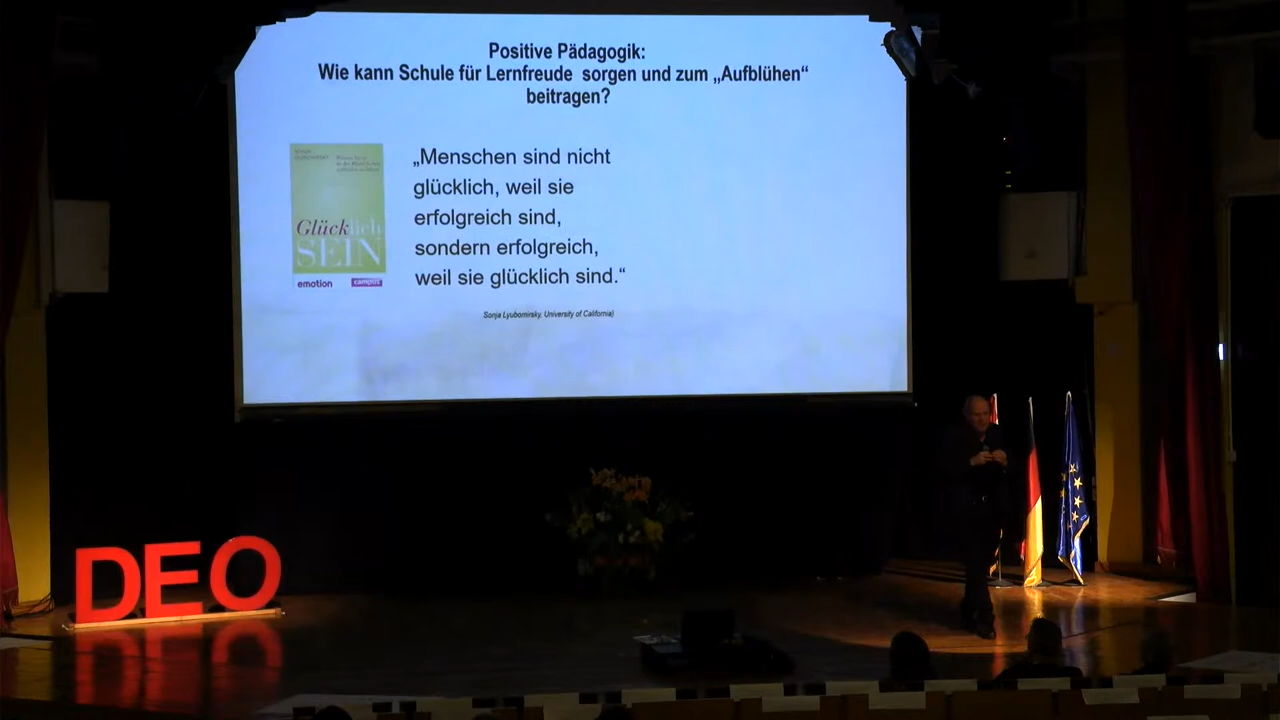 Positive Pädagogik:
Wie kann Schule für Lernfreude sorgen und zum „Aufblühen“
beitragen?
„Menschen sind nicht
glücklich, weil sie
erfolgreich sind,
sondern erfolgreich,
weil sie glücklich sind.“
Sonja Lyubomirsky, University of California)
Glücklich
SEIN
emotion
campus
DEO